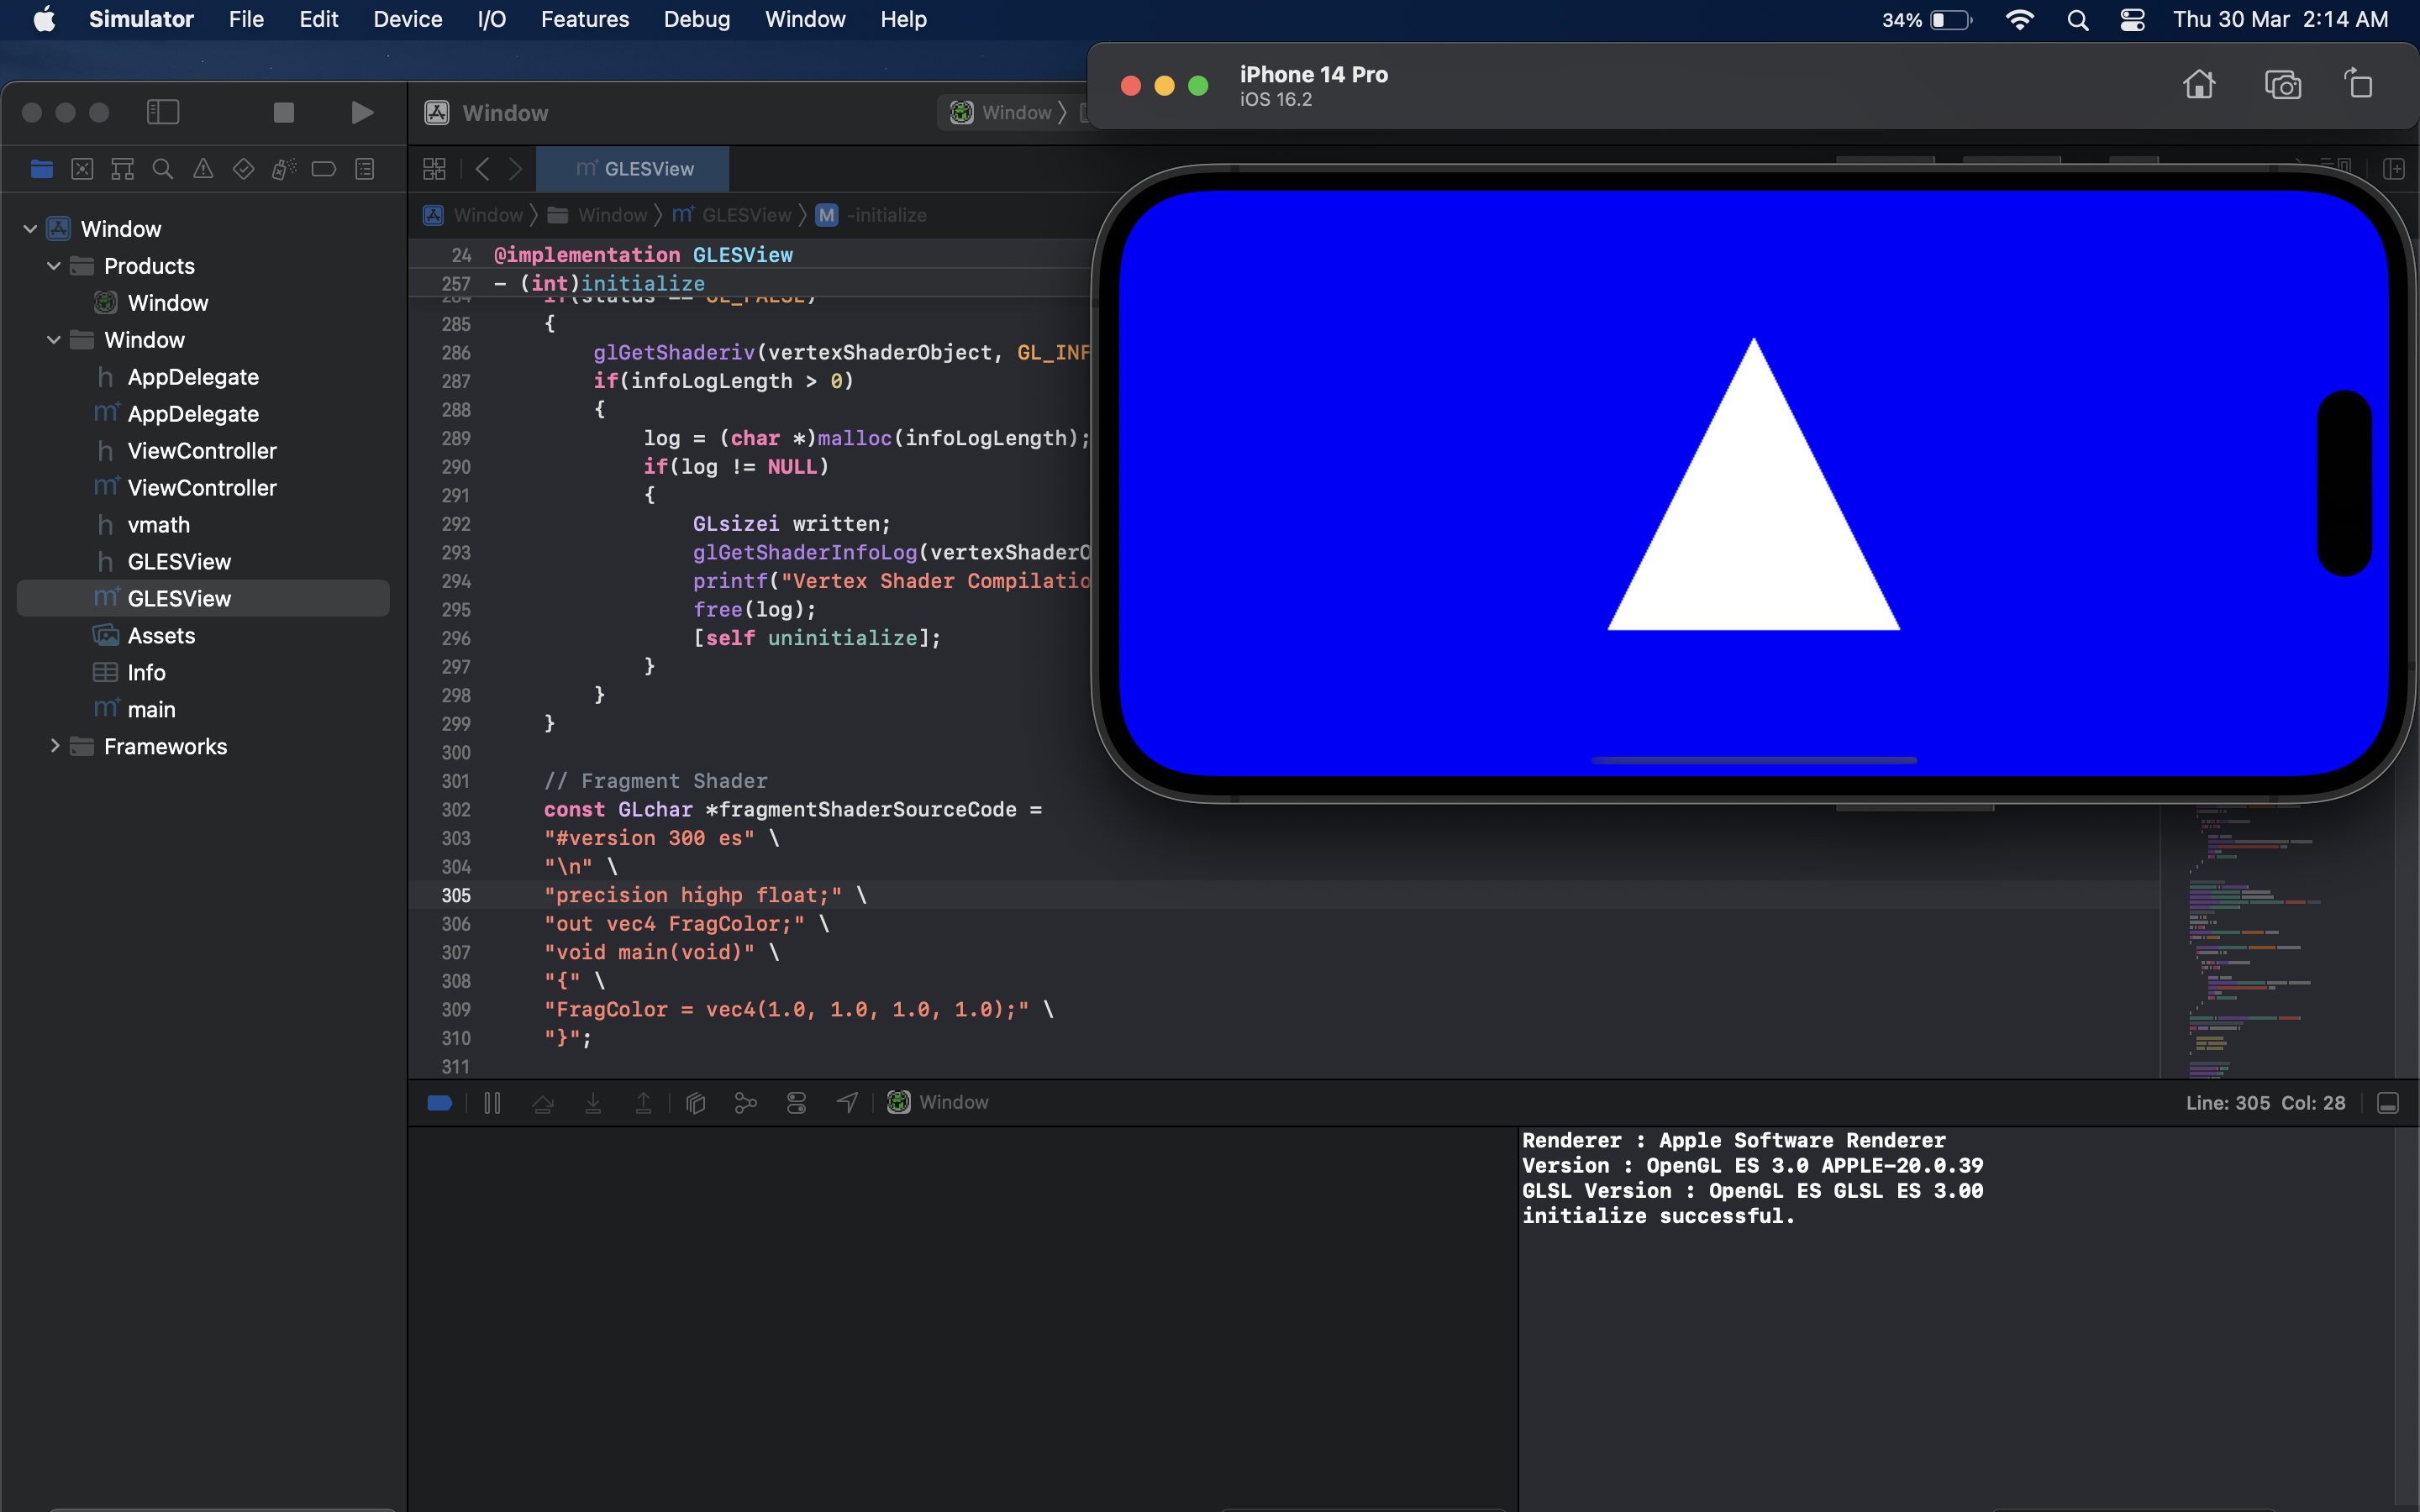 Simulator File Edit Device I/O Features Debug Window Help 34% Thu 30 Mar 2:14 AM
iPhone 14 Pro
iOS 16.2
Window
Window
GLESView
Window Window GLESView M -initialize
Window
Products
Window
Window
h AppDelegate
m+ AppDelegate
h ViewController
m+ ViewController
h vmath
h GLESView
m+ GLESView
Assets
Info
m+ main
Frameworks
24 @implementation GLESView
257 - (int)initialize
284 if(status == GL_FALSE)
285 {
286 glGetShaderiv(vertexShaderObject, GL_INF
287 if(infoLogLength > 0)
288 {
289 log = (char *)malloc(infoLogLength);
290 if(log != NULL)
291 {
292 GLsizei written;
293 glGetShaderInfoLog(vertexShaderO
294 printf("Vertex Shader Compilatio
295 free(log);
296 [self uninitialize];
297 }
298 }
299 }
300
301 // Fragment Shader
302 const GLchar *fragmentShaderSourceCode =
303 "#version 300 es" \
304 "\n" \
305 "precision highp float;" \
306 "out vec4 FragColor;" \
307 "void main(void)" \
308 "{" \
309 "FragColor = vec4(1.0, 1.0, 1.0, 1.0);" \
310 "}";
311
Window
Line: 305 Col: 28
Renderer : Apple Software Renderer
Version : OpenGL ES 3.0 APPLE-20.0.39
GLSL Version : OpenGL ES GLSL ES 3.00
initialize successful.